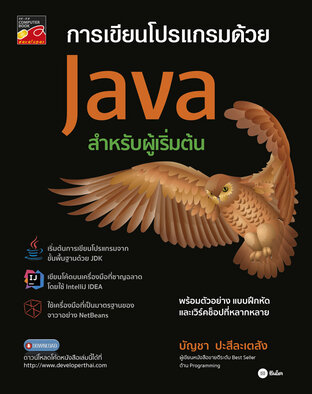 COMPUTER
BOOK
developer
การเขียนโปรแกรมด้วย
Java
สำหรับผู้เริ่มต้น
เริ่มต้นการเขียนโปรแกรมจาก
ขั้นพื้นฐานด้วย JDK
IJ
เขียนโค้ดบนเครื่องมือที่ชาญฉลาด
โดยใช้ IntelliJ IDEA
ใช้เครื่องมือที่เป็นมาตรฐานของ
จาวาอย่าง NetBeans
พร้อมตัวอย่าง แบบฝึกหัด
และเวิร์คช็อปที่หลากหลาย
DOWNLOAD
ดาวน์โหลดโค้ดหนังสือเล่มนี้ได้ที่
http://www.developerthai.com
บัญชา ปะสีละเตสัง
ผู้เขียนหนังสือขายดีระดับ Best Seller
ด้าน Programming